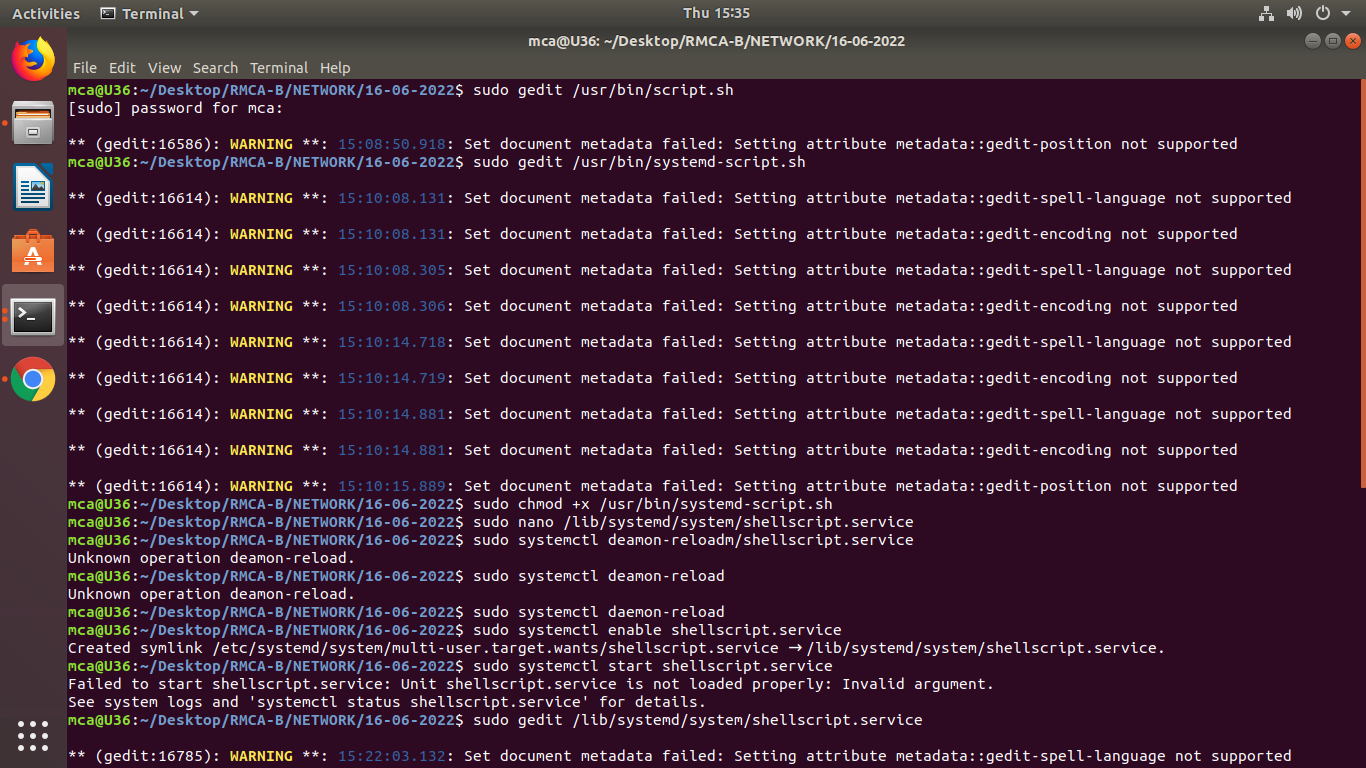 Activities
Terminal
Thu 15:35
mca@U36: ~/Desktop/RMCA-B/NETWORK/16-06-2022
File Edit View Search Terminal Help
mca@U36:~/Desktop/RMCA-B/NETWORK/16-06-2022$ sudo gedit /usr/bin/script.sh
[sudo] password for mca:
** (gedit:16586): WARNING **: 15:08:50.918: Set document metadata failed: Setting attribute metadata::gedit-position not supported
mca@U36:~/Desktop/RMCA-B/NETWORK/16-06-2022$ sudo gedit /usr/bin/systemd-script.sh
** (gedit:16614): WARNING **: 15:10:08.131: Set document metadata failed: Setting attribute metadata::gedit-spell-language not supported
** (gedit:16614): WARNING **: 15:10:08.131: Set document metadata failed: Setting attribute metadata::gedit-encoding not supported
** (gedit:16614): WARNING **: 15:10:08.305: Set document metadata failed: Setting attribute metadata::gedit-spell-language not supported
** (gedit:16614): WARNING **: 15:10:08.306: Set document metadata failed: Setting attribute metadata::gedit-encoding not supported
** (gedit:16614): WARNING **: 15:10:14.718: Set document metadata failed: Setting attribute metadata::gedit-spell-language not supported
** (gedit:16614): WARNING **: 15:10:14.719: Set document metadata failed: Setting attribute metadata::gedit-encoding not supported
** (gedit:16614): WARNING **: 15:10:14.881: Set document metadata failed: Setting attribute metadata::gedit-spell-language not supported
** (gedit:16614): WARNING **: 15:10:14.881: Set document metadata failed: Setting attribute metadata::gedit-encoding not supported
** (gedit:16614): WARNING **: 15:10:15.889: Set document metadata failed: Setting attribute metadata::gedit-position not supported
mca@U36:~/Desktop/RMCA-B/NETWORK/16-06-2022$ sudo chmod +x /usr/bin/systemd-script.sh
mca@U36:~/Desktop/RMCA-B/NETWORK/16-06-2022$ sudo nano /lib/systemd/system/shellscript.service
mca@U36:~/Desktop/RMCA-B/NETWORK/16-06-2022$ sudo systemctl deamon-reloadm/shellscript.service
Unknown operation deamon-reload.
mca@U36:~/Desktop/RMCA-B/NETWORK/16-06-2022$ sudo systemctl deamon-reload
Unknown operation deamon-reload.
mca@U36:~/Desktop/RMCA-B/NETWORK/16-06-2022$ sudo systemctl daemon-reload
mca@U36:~/Desktop/RMCA-B/NETWORK/16-06-2022$ sudo systemctl enable shellscript.service
Created symlink /etc/systemd/system/multi-user.target.wants/shellscript.service → /lib/systemd/system/shellscript.service.
mca@U36:~/Desktop/RMCA-B/NETWORK/16-06-2022$ sudo systemctl start shellscript.service
Failed to start shellscript.service: Unit shellscript.service is not loaded properly: Invalid argument.
See system logs and 'systemctl status shellscript.service' for details.
mca@U36:~/Desktop/RMCA-B/NETWORK/16-06-2022$ sudo gedit /lib/systemd/system/shellscript.service
** (gedit:16785): WARNING **: 15:22:03.132: Set document metadata failed: Setting attribute metadata::gedit-spell-language not supported